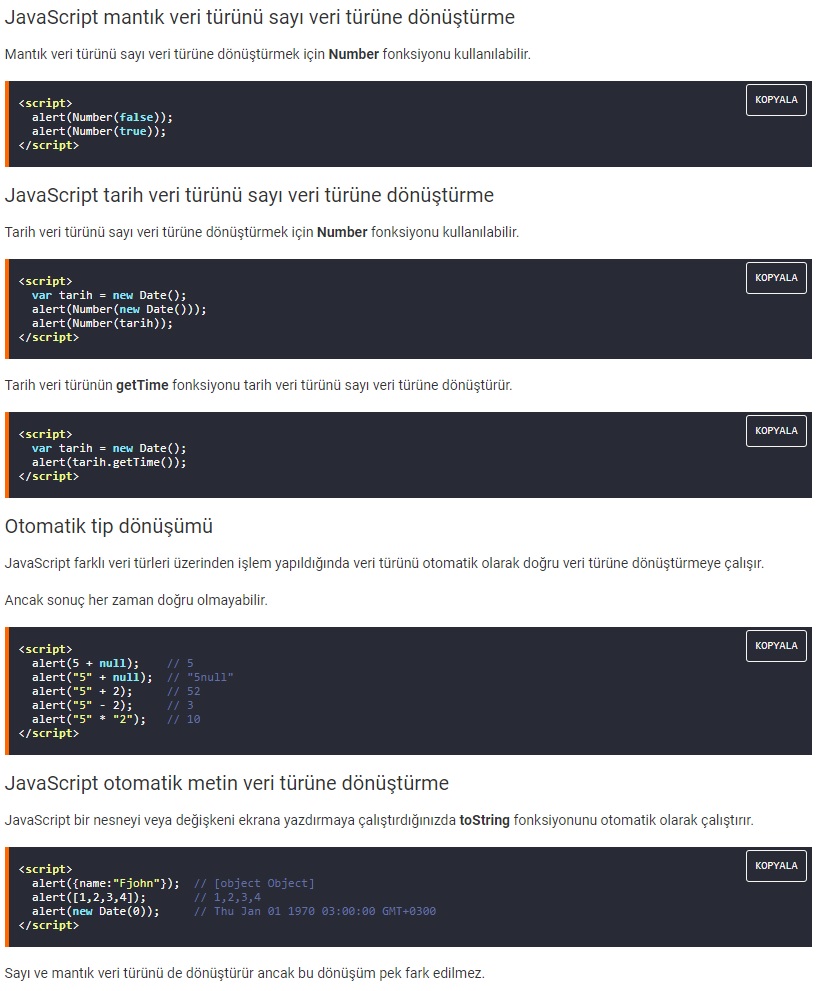 JavaScript mantık veri türünü sayı veri türüne dönüştürme
Mantık veri türünü sayı veri türüne dönüştürmek için Number fonksiyonu kullanılabilir.
KOPYALA
<script>
  alert(Number(false));
  alert(Number(true));
</script>
JavaScript tarih veri türünü sayı veri türüne dönüştürme
Tarih veri türünü sayı veri türüne dönüştürmek için Number fonksiyonu kullanılabilir.
KOPYALA
<script>
  var tarih = new Date();
  alert(Number(new Date()));
  alert(Number(tarih));
</script>
Tarih veri türünün getTime fonksiyonu tarih veri türünü sayı veri türüne dönüştürür.
KOPYALA
<script>
  var tarih = new Date();
  alert(tarih.getTime());
</script>
Otomatik tip dönüşümü
JavaScript farklı veri türleri üzerinden işlem yapıldığında veri türünü otomatik olarak doğru veri türüne dönüştürmeye çalışır.
Ancak sonuç her zaman doğru olmayabilir.
KOPYALA
<script>
  alert(5 + null);    // 5
  alert("5" + null);  // "5null"
  alert("5" + 2);     // 52
  alert("5" - 2);     // 3
  alert("5" * "2");   // 10
</script>
JavaScript otomatik metin veri türüne dönüştürme
JavaScript bir nesneyi veya değişkeni ekrana yazdırmaya çalıştırdığınızda toString fonksiyonunu otomatik olarak çalıştırır.
KOPYALA
<script>
  alert({name:"Fjohn"});  // [object Object]
  alert([1,2,3,4]);       // 1,2,3,4
  alert(new Date(0));     // Thu Jan 01 1970 03:00:00 GMT+0300
</script>
Sayı ve mantık veri türünü de dönüştürür ancak bu dönüşüm pek fark edilmez.